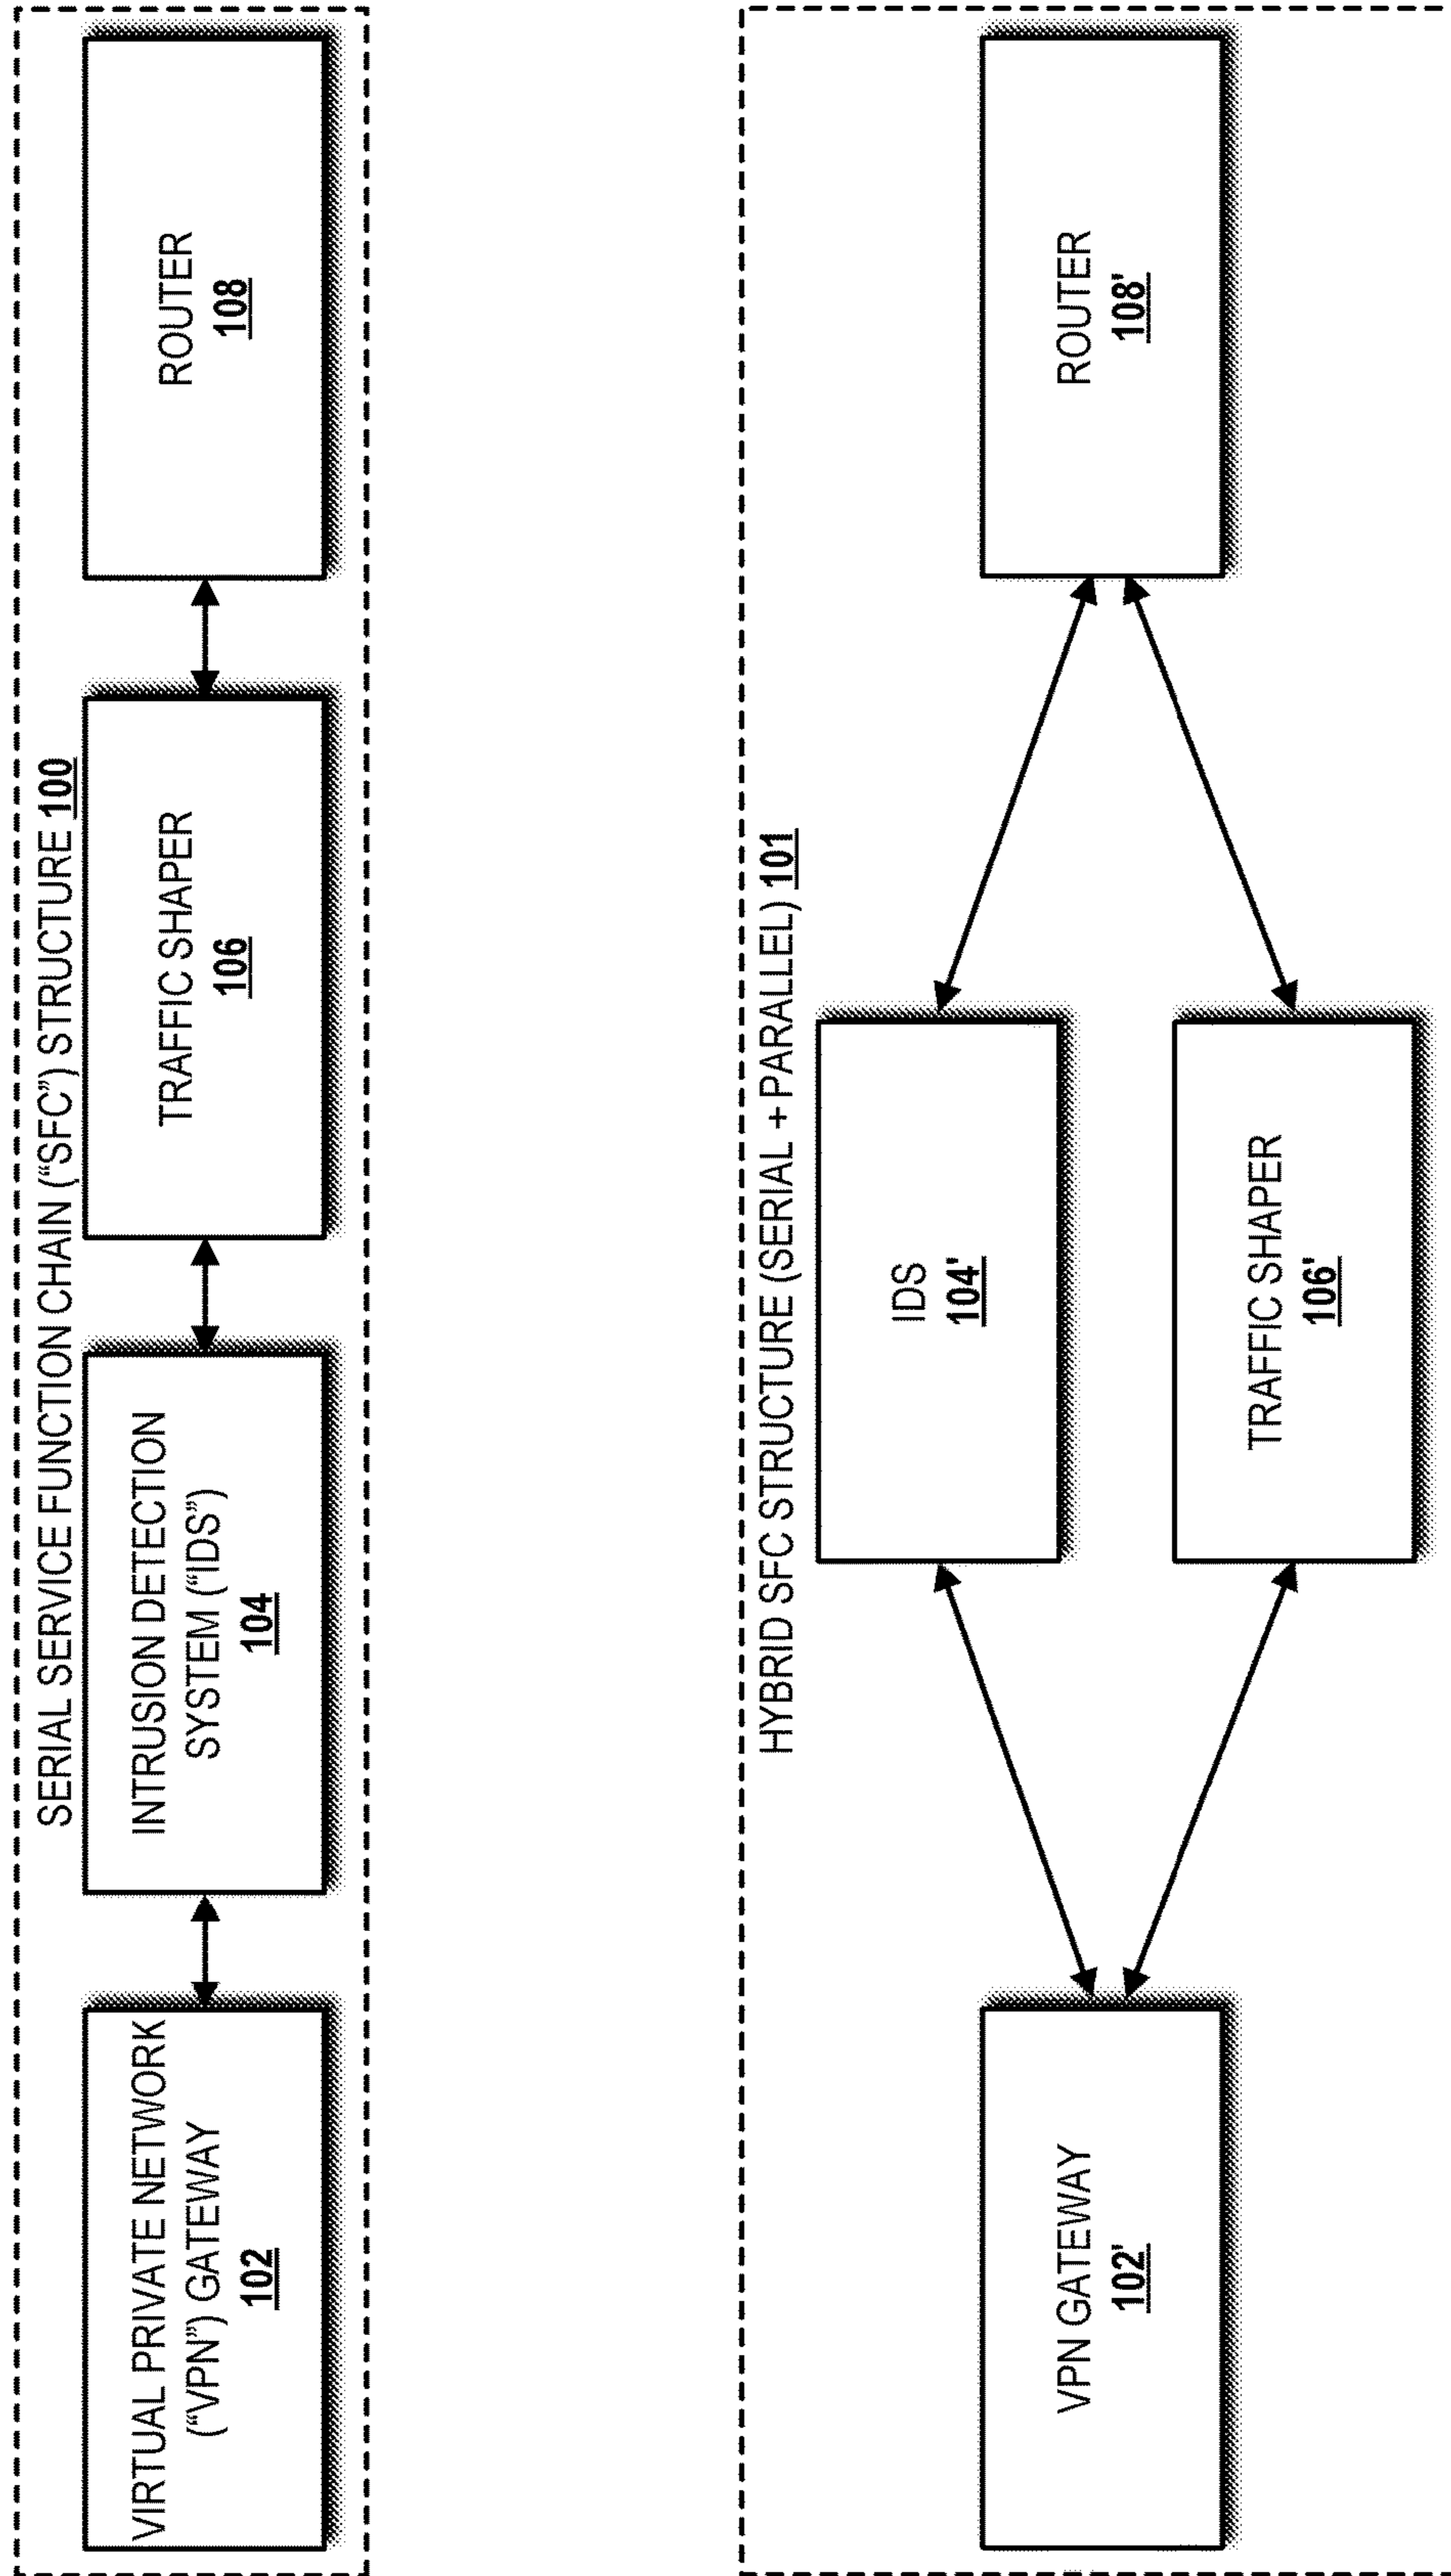 SERIAL SERVICE FUNCTION CHAIN (“SFC”) STRUCTURE 100
VIRTUAL PRIVATE NETWORK
(“VPN”) GATEWAY
102
INTRUSION DETECTION
SYSTEM (“IDS”)
104
TRAFFIC SHAPER
106
ROUTER
108
HYBRID SFC STRUCTURE (SERIAL + PARALLEL) 101
VPN GATEWAY
102'
IDS
104'
TRAFFIC SHAPER
106'
ROUTER
108'